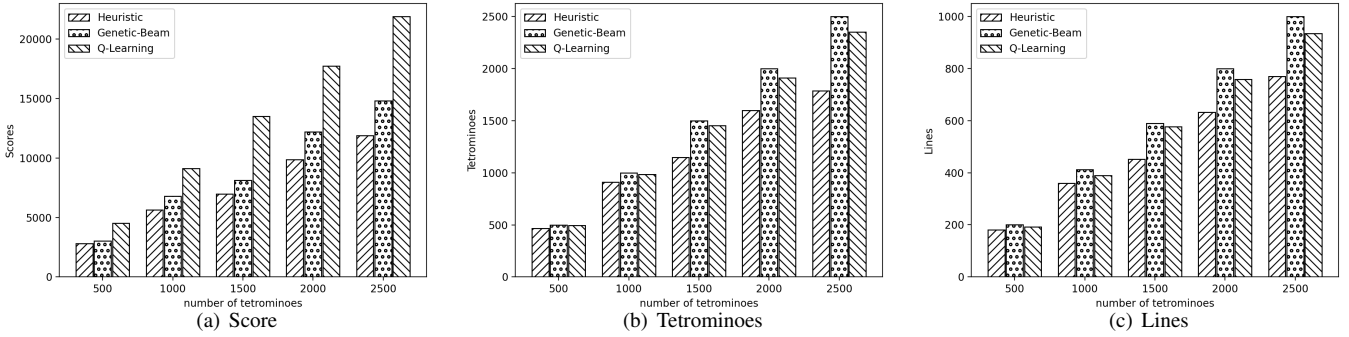 Heuristic
Genetic-Beam
Q-Learning
20000
15000
10000
5000
0
Scores
500 1000 1500 2000 2500
number of tetrominoes
(a) Score
Heuristic
Genetic-Beam
Q-Learning
2500
2000
1500
1000
500
0
Tetrominoes
500 1000 1500 2000 2500
number of tetrominoes
(b) Tetrominoes
Heuristic
Genetic-Beam
Q-Learning
1000
800
600
400
200
0
Lines
500 1000 1500 2000 2500
number of tetrominoes
(c) Lines